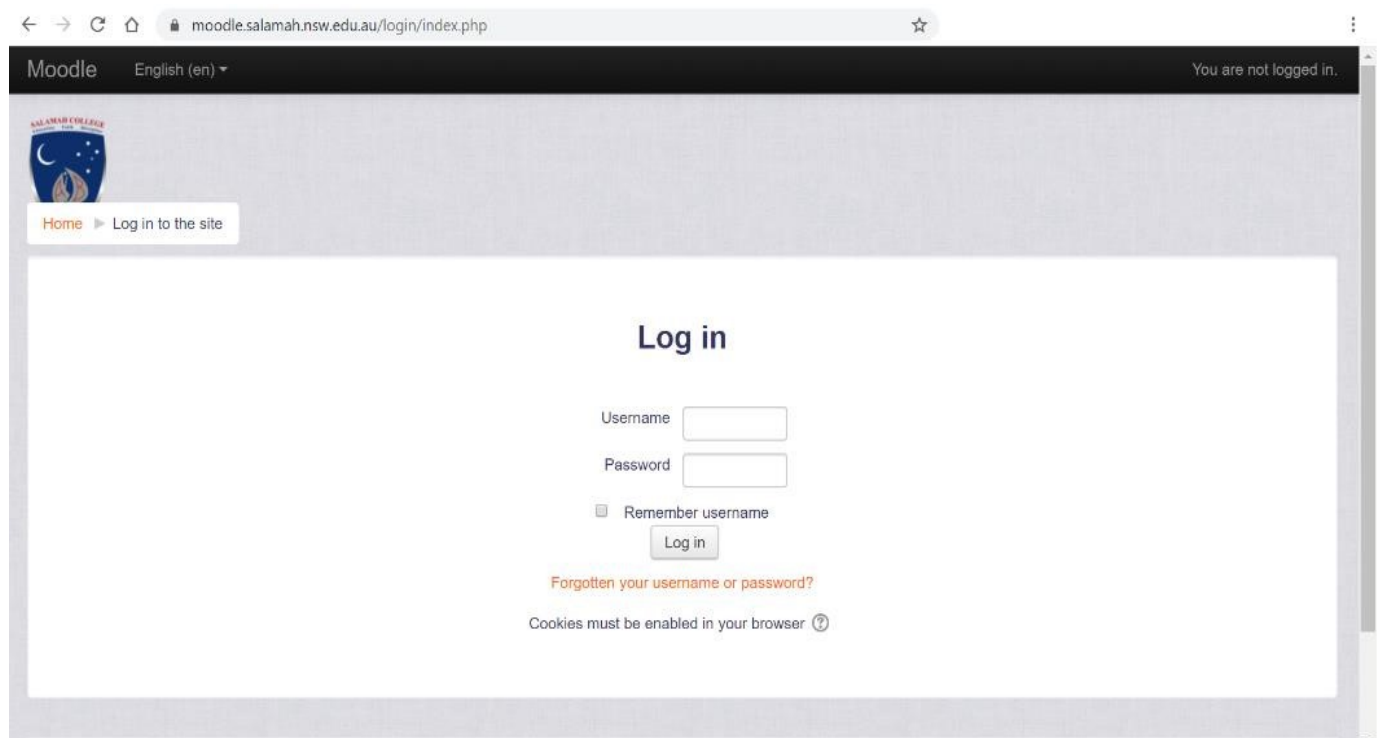 moodle.salamah.nsw.edu.au/login/index.php
Moodle English (en) You are not logged in.
SALAMAH COLLEGE
Home Log in to the site
Log in
Username
Password
Remember username
Log in
Forgotten your username or password?
Cookies must be enabled in your browser ?